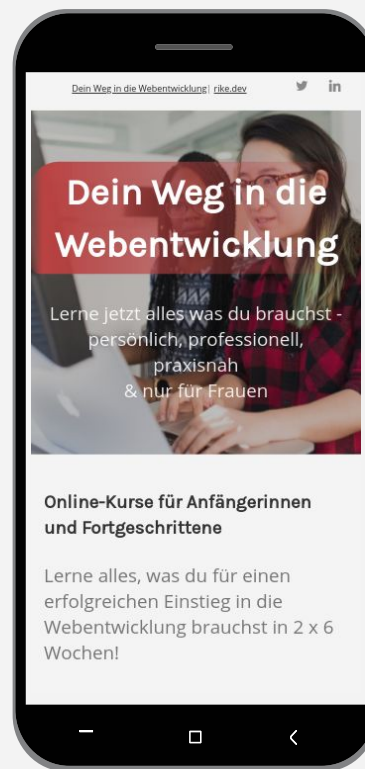 Dein Weg in die Webentwicklung| rike.dev
Dein Weg in die
Webentwicklung
Lerne jetzt alles was du brauchst -
persönlich, professionell,
praxisnah
& nur für Frauen
Online-Kurse für Anfängerinnen
und Fortgeschrittene
Lerne alles, was du für einen
erfolgreichen Einstieg in die
Webentwicklung brauchst in 2 x 6
Wochen!